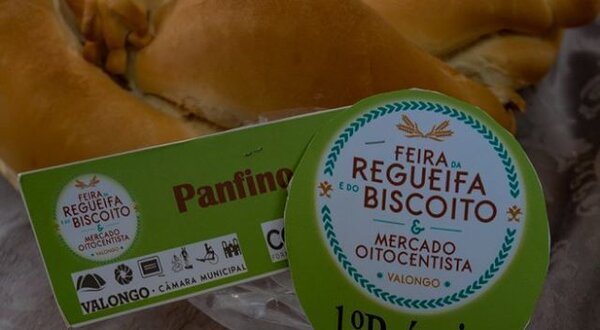 FEIRA DA
REGUEIFA
E DO BISCOITO
&
MERCADO
OITOCENTISTA
VALONGO
Panfino
VALONGO · CÂMARA MUNICIPAL
FEIRA DA
REGUEIFA
E DO BISCOITO
&
MERCADO
OITOCENTISTA
VALONGO